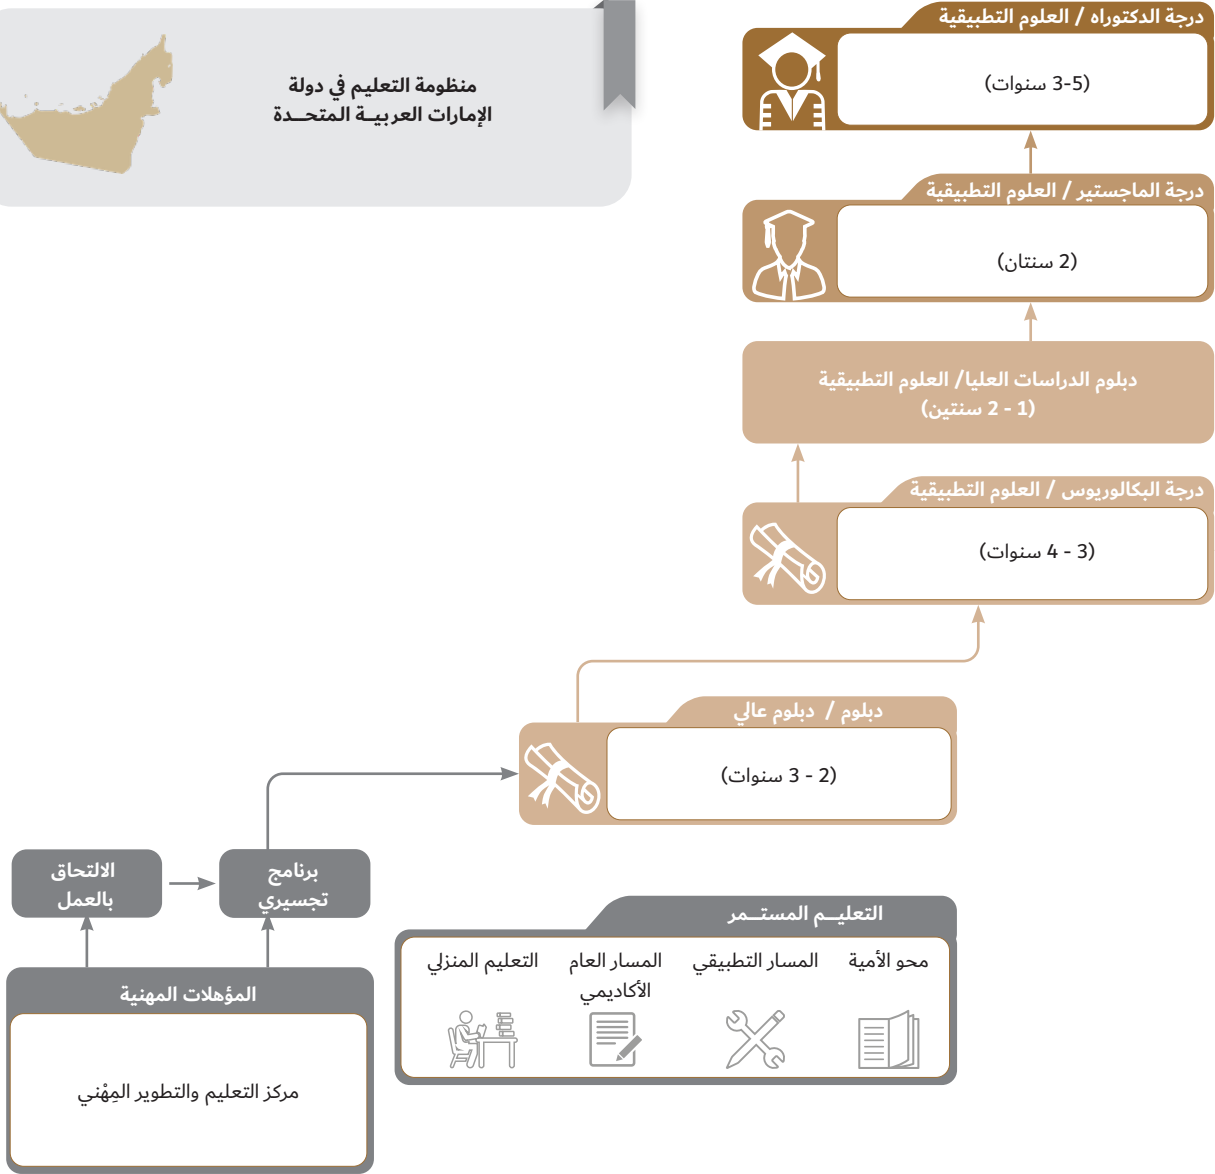 منظومة التعليم في دولة
الإمارات العربيــة المتحــدة
درجة الدكتوراه / العلوم التطبيقية
(3-5 سنوات)
درجة الماجستير / العلوم التطبيقية
(2 سنتان)
دبلوم الدراسات العليا/ العلوم التطبيقية
(1 - 2 سنتين)
درجة البكالوريوس / العلوم التطبيقية
(3 - 4 سنوات)
دبلوم / دبلوم عالي
(2 - 3 سنوات)
برنامج
تجسيري
الالتحاق
بالعمل
التعليــم المستــمر
محو الأمية
المسار التطبيقي
المسار العام
الأكاديمي
التعليم المنزلي
المؤهلات المهنية
مركز التعليم والتطوير المِهْني